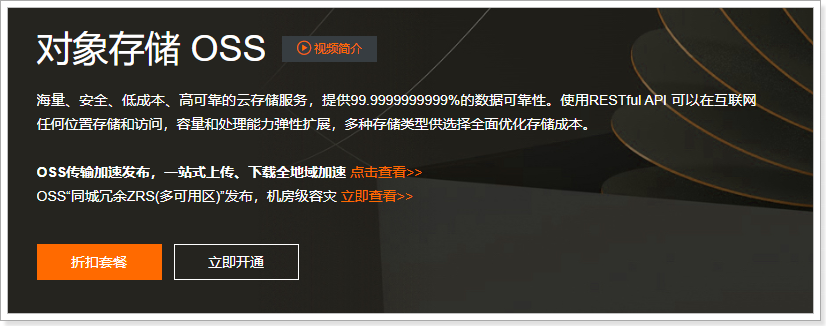 对象存储 OSS
视频简介
海量、安全、低成本、高可靠的云存储服务，提供99.9999999999%的数据可靠性。使用RESTful API 可以在互联网
任何位置存储和访问，容量和处理能力弹性扩展，多种存储类型供选择全面优化存储成本。
OSS传输加速发布，一站式上传、下载全地域加速 点击查看>>
OSS“同城冗余ZRS(多可用区)”发布，机房级容灾 立即查看>>
折扣套餐
立即开通